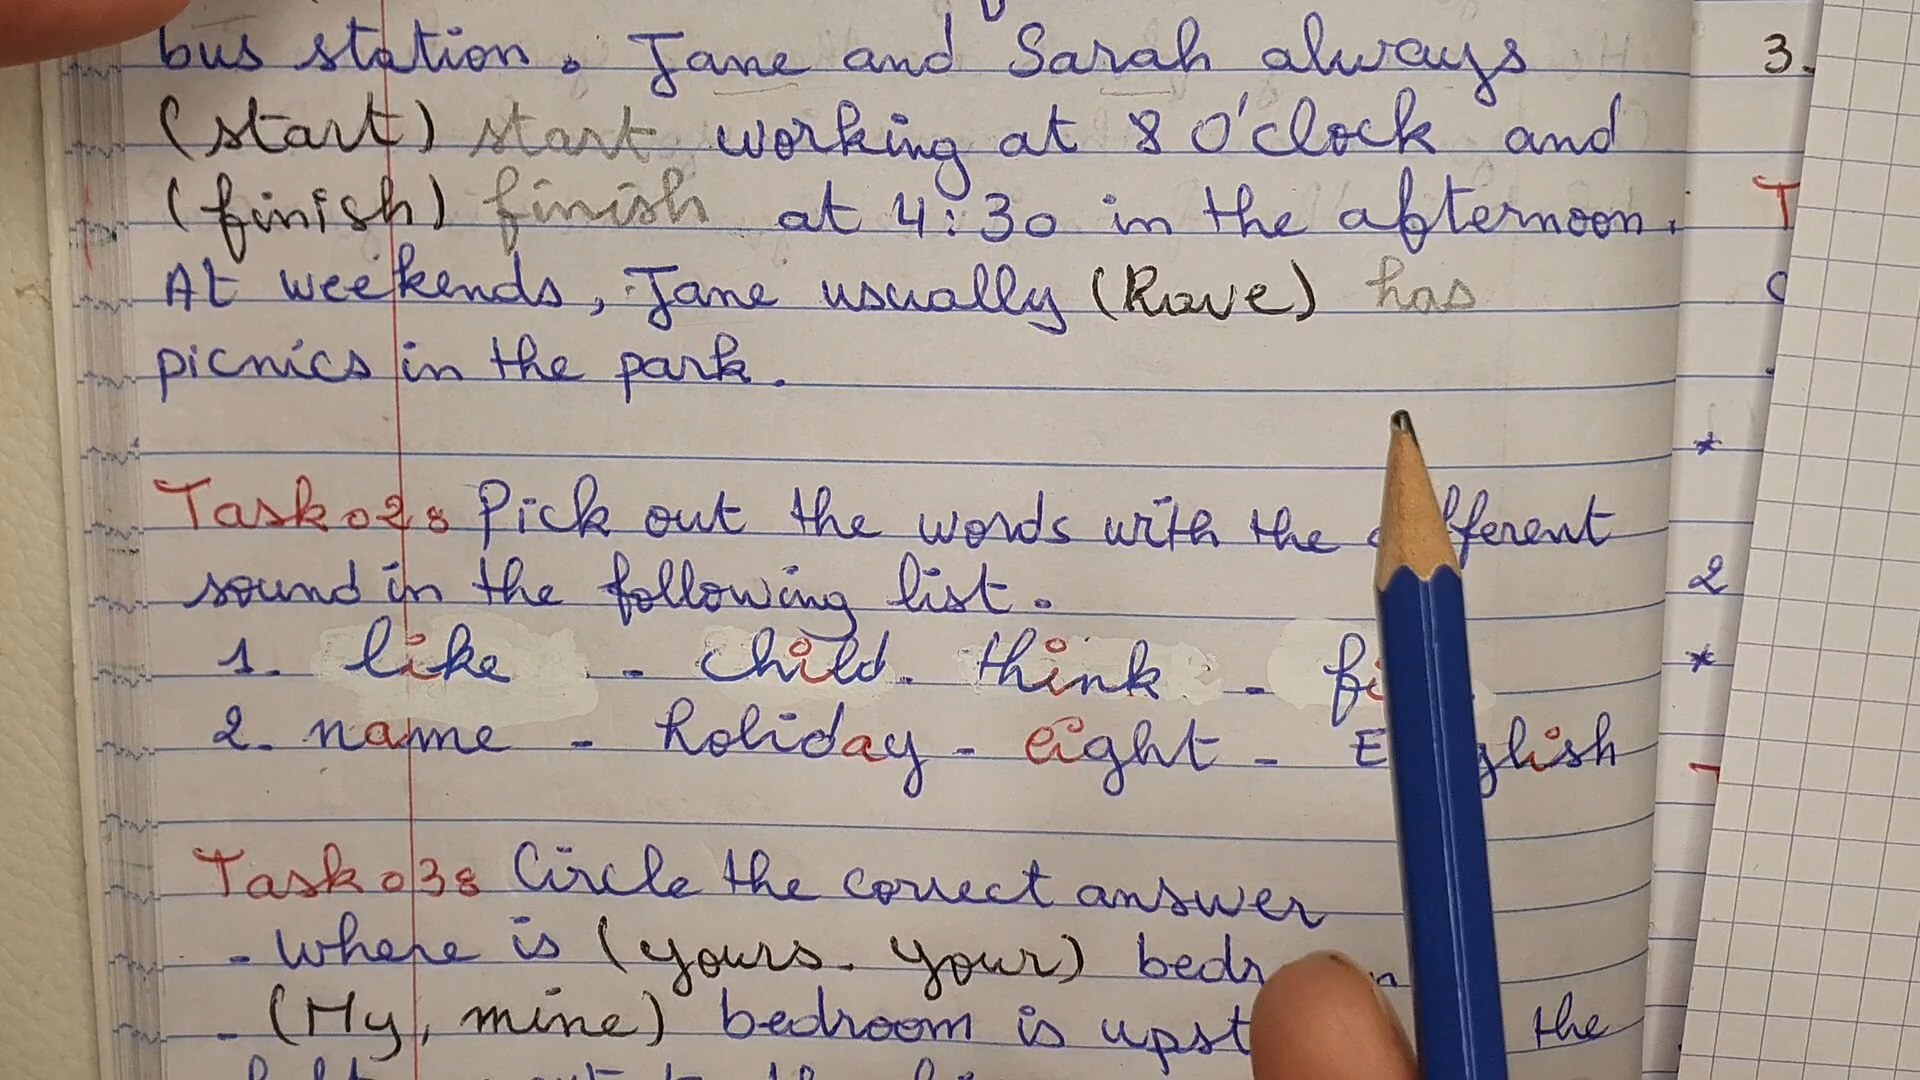 bus station. Jane and Sarah always 3.
(start) start working at 8 O'clock and
(finish) finish at 4:30 in the afternoon. T
At weekends, Jane usually (have) has
picnics in the park.
*
Task 02: Pick out the words with the different
sound in the following list. 2
1. like - child. think - *
2. name - holiday - eight - English
Task 03: Circle the correct answer
- Where is (yours. your)
- (My, mine) bedroom is the